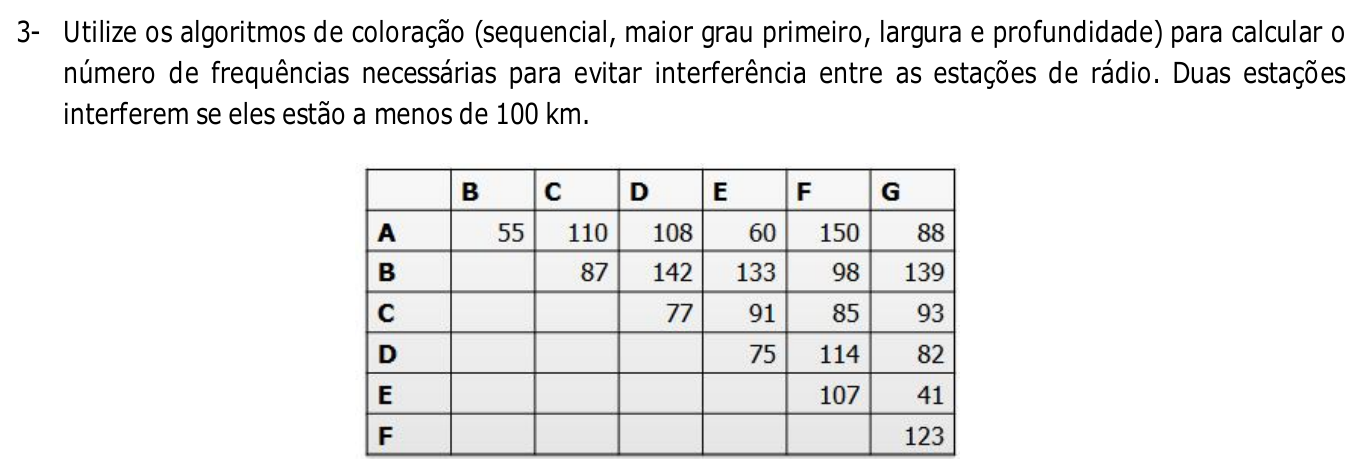 3- Utilize os algoritmos de coloração (sequencial, maior grau primeiro, largura e profundidade) para calcular o
número de frequências necessárias para evitar interferência entre as estações de rádio. Duas estações
interferem se eles estão a menos de 100 km.
B C D E F G
A 55 110 108 60 150 88
B 87 142 133 98 139
C 77 91 85 93
D 75 114 82
E 107 41
F 123